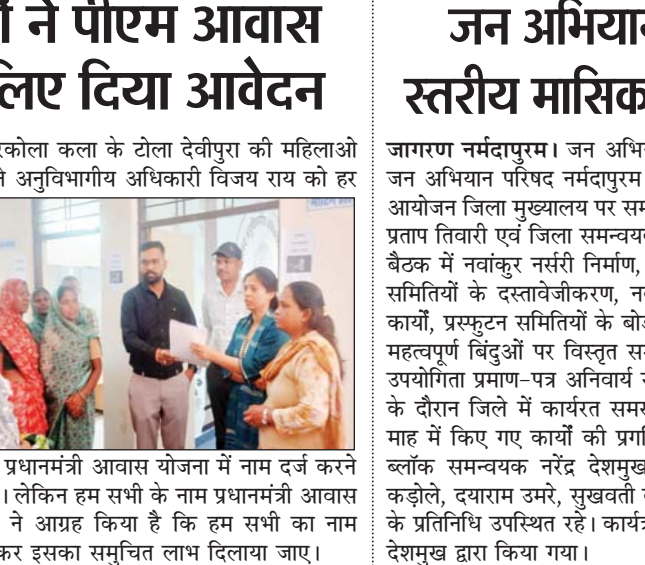 ने पीएम आवास
लिए दिया आवेदन
कला के टोला देवीपुरा की महिलाओ
अनुविभागीय अधिकारी विजय राय को हर
प्रधानमंत्री आवास योजना में नाम दर्ज करने
। लेकिन हम सभी के नाम प्रधानमंत्री आवास
ने आग्रह किया है कि हम सभी का नाम
कर इसका समुचित लाभ दिलाया जाए।
जन अभिया
स्तरीय मासिक
जागरण नर्मदापुरम। जन अभि
जन अभियान परिषद नर्मदापुरम
आयोजन जिला मुख्यालय पर सम
प्रताप तिवारी एवं जिला समन्वय
बैठक में नवांकुर नर्सरी निर्माण,
समितियों के दस्तावेजीकरण, न
कार्यों, प्रस्फुटन समितियों के बो
महत्वपूर्ण बिंदुओं पर विस्तृत स
उपयोगिता प्रमाण-पत्र अनिवार्य
के दौरान जिले में कार्यरत समस
माह में किए गए कार्यों की प्रग
ब्लॉक समन्वयक नरेंद्र देशमुख
कड़ोले, दयाराम उमरे, सुखवती
के प्रतिनिधि उपस्थित रहे। कार्य
देशमुख द्वारा किया गया।